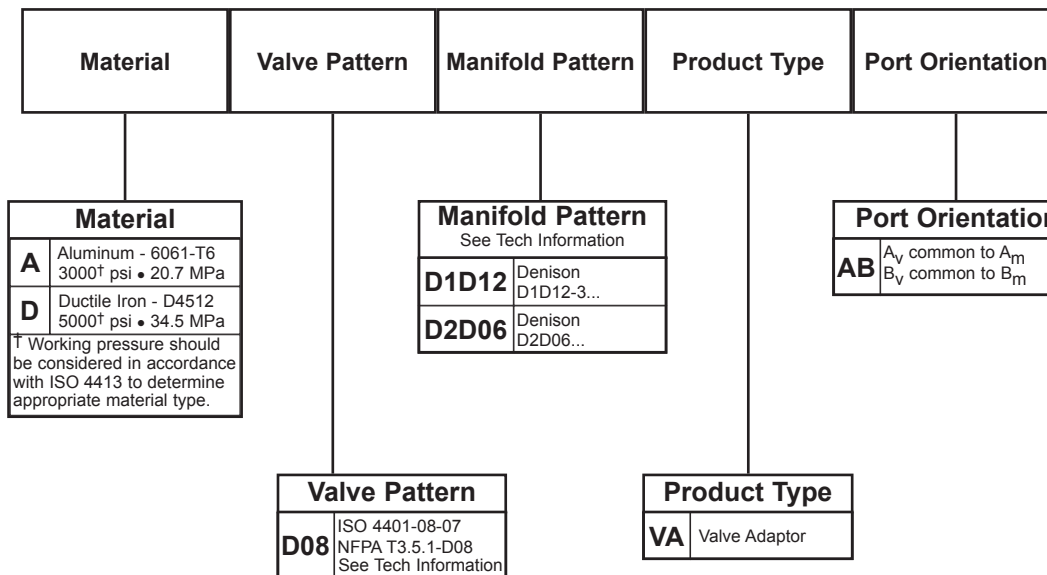 Material
Valve Pattern
Manifold Pattern
Product Type
Port Orientation
Material
A
Aluminum - 6061-T6
3000† psi • 20.7 MPa
D
Ductile Iron - D4512
5000† psi • 34.5 MPa
† Working pressure should
be considered in accordance
with ISO 4413 to determine
appropriate material type.
Manifold Pattern
See Tech Information
D1D12
Denison
D1D12-3...
D2D06
Denison
D2D06...
Port Orientation
AB
Av common to Am
Bv common to Bm
Valve Pattern
D08
ISO 4401-08-07
NFPA T3.5.1-D08
See Tech Information
Product Type
VA
Valve Adaptor